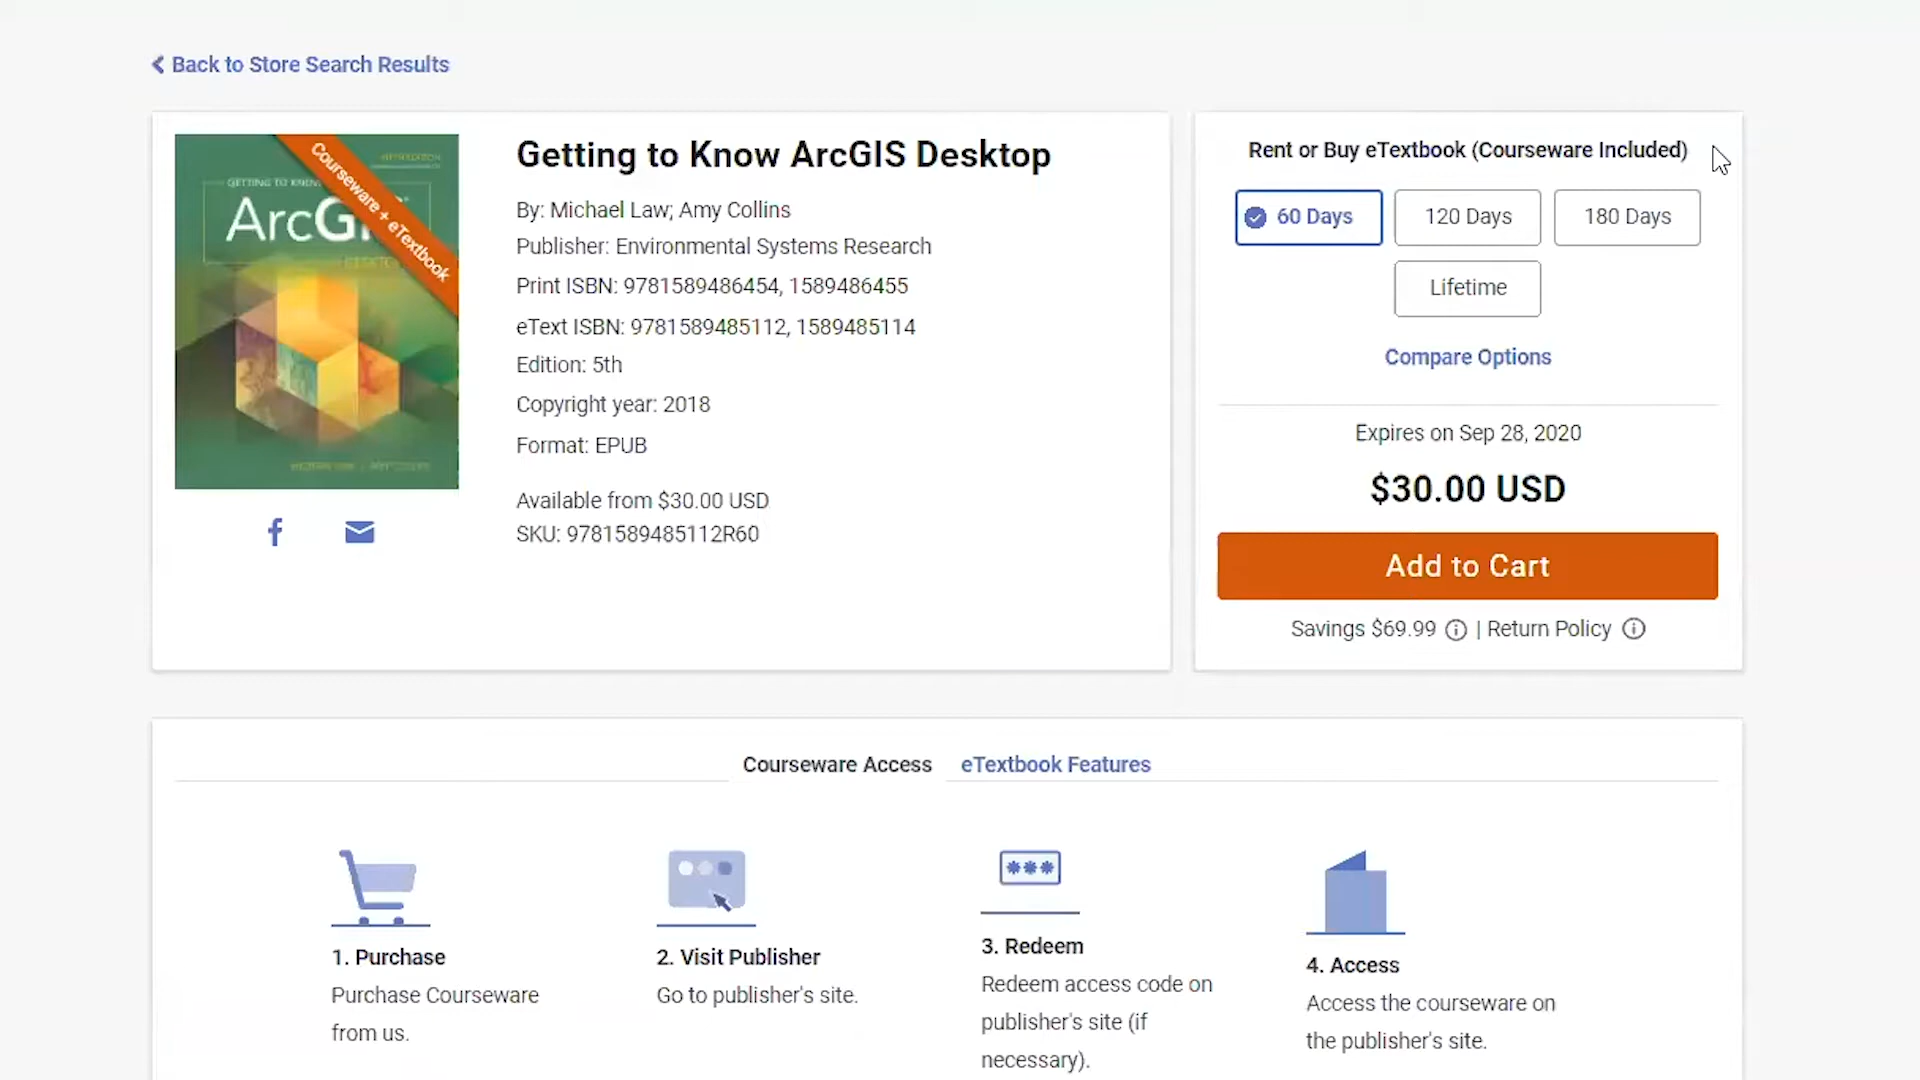 Back to Store Search Results
Courseware + eTextbook
GETTING TO KNOW
ArcG
Getting to Know ArcGIS Desktop
By: Michael Law; Amy Collins
Publisher: Environmental Systems Research
Print ISBN: 9781589486454, 1589486455
eText ISBN: 9781589485112, 1589485114
Edition: 5th
Copyright year: 2018
Format: EPUB
Available from $30.00 USD
SKU: 9781589485112R60
Rent or Buy eTextbook (Courseware Included)
60 Days
120 Days
180 Days
Lifetime
Compare Options
Expires on Sep 28, 2020
$30.00 USD
Add to Cart
Savings $69.99 | Return Policy
Courseware Access
eTextbook Features
1. Purchase
Purchase Courseware
from us.
2. Visit Publisher
Go to publisher's site.
3. Redeem
Redeem access code on
publisher's site (if
necessary).
4. Access
Access the courseware on
the publisher's site.